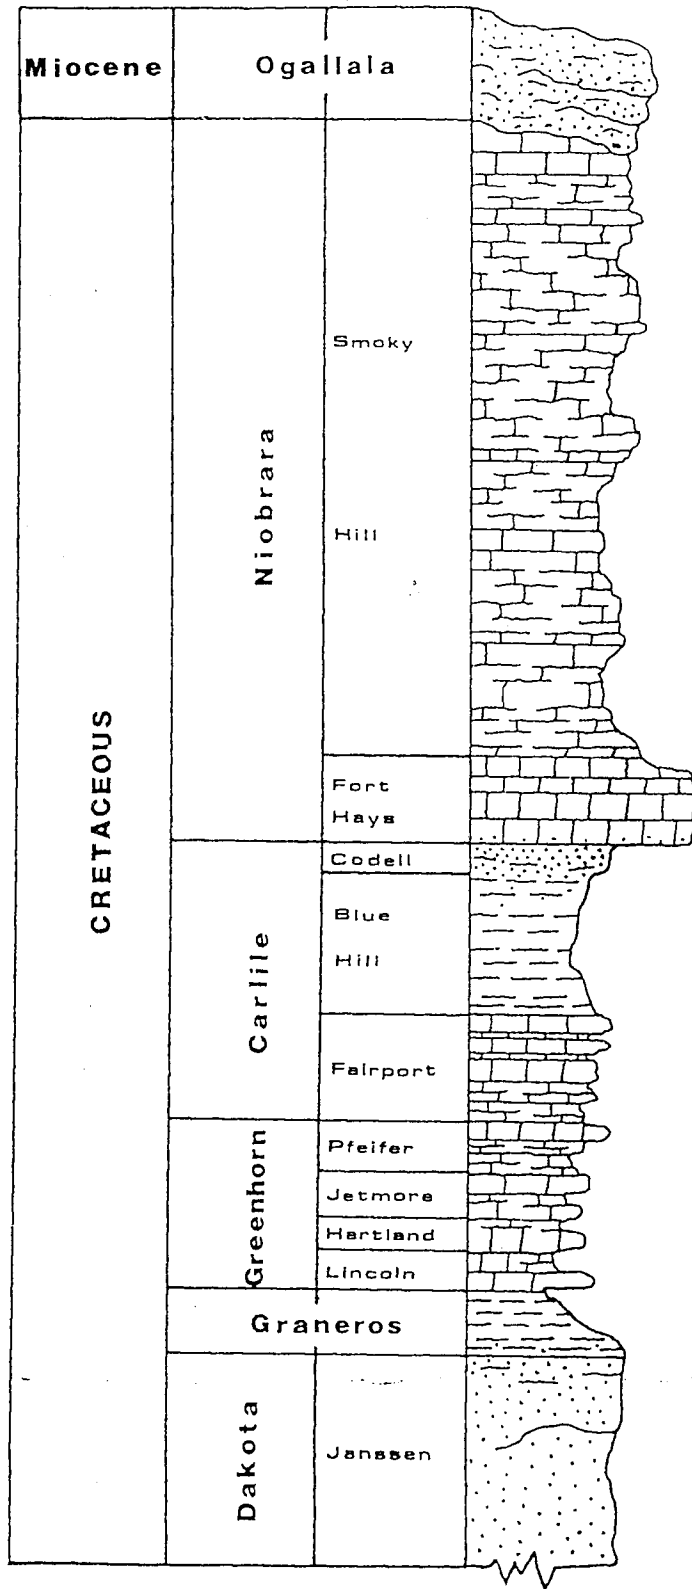 Miocene
Ogallala
CRETACEOUS
Niobrara
Smoky
Hill
Fort
Hays
Carlile
Codell
Blue
Hill
Fairport
Greenhorn
Pfeifer
Jetmore
Hartland
Lincoln
Graneros
Dakota
Janssen